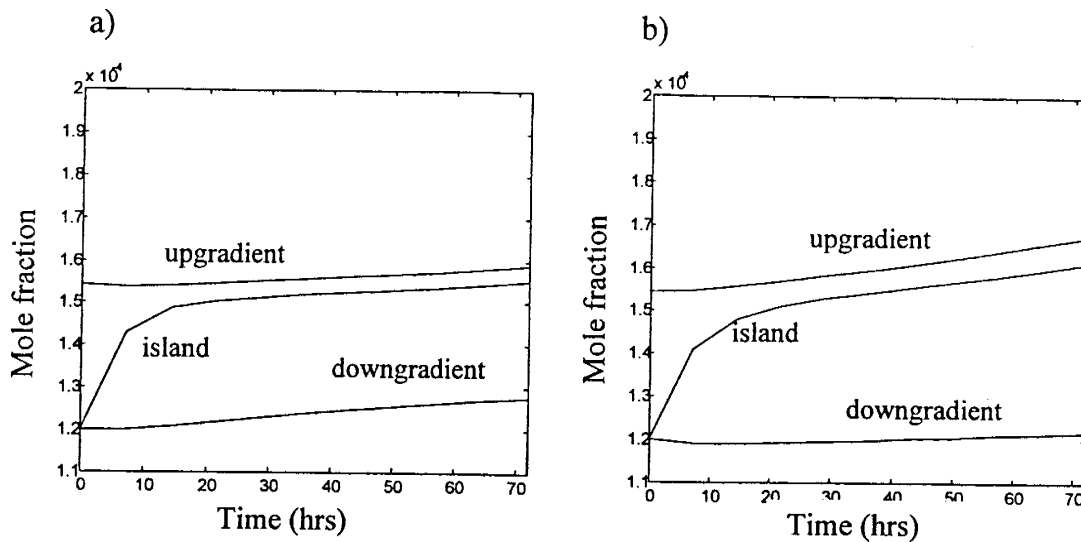 a)
× 10⁴
2
1.9
1.8
1.7
1.6
1.5
1.4
1.3
1.2
1.1
Mole fraction
upgradient
island
downgradient
0 10 20 30 40 50 60 70
Time (hrs)
b)
× 10⁴
2
1.9
1.8
1.7
1.6
1.5
1.4
1.3
1.2
1.1
Mole fraction
upgradient
island
downgradient
0 10 20 30 40 50 60 70
Time (hrs)